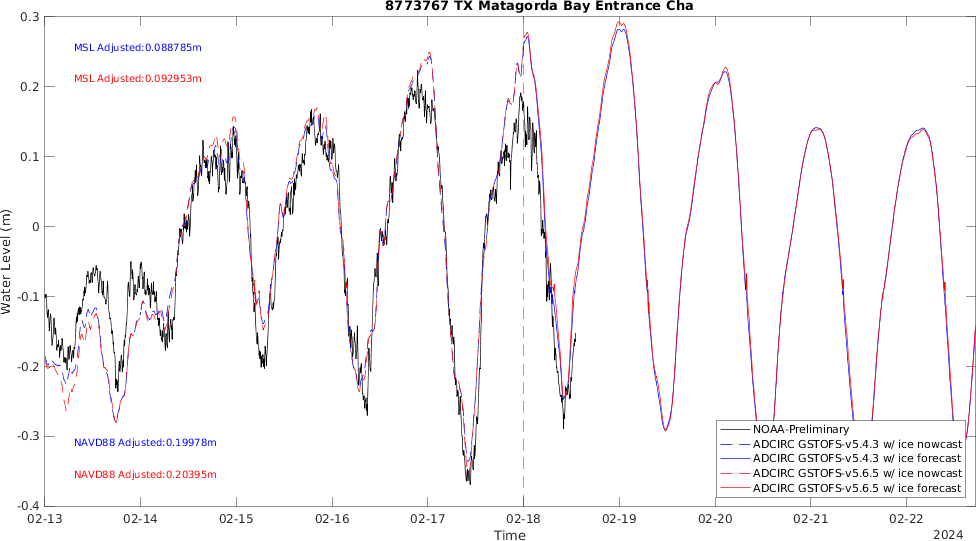 8773767 TX Matagorda Bay Entrance Cha
0.3
MSL Adjusted:0.088785m
MSL Adjusted:0.092953m
0.2
0.1
0
Water Level (m)
-0.1
-0.2
-0.3
NAVD88 Adjusted:0.19978m
NAVD88 Adjusted:0.20395m
NOAA-Preliminary
ADCIRC GSTOFS-v5.4.3 w/ ice nowcast
ADCIRC GSTOFS-v5.4.3 w/ ice forecast
ADCIRC GSTOFS-v5.6.5 w/ ice nowcast
ADCIRC GSTOFS-v5.6.5 w/ ice forecast
-0.4
02-13 02-14 02-15 02-16 02-17 02-18 02-19 02-20 02-21 02-22
Time
2024